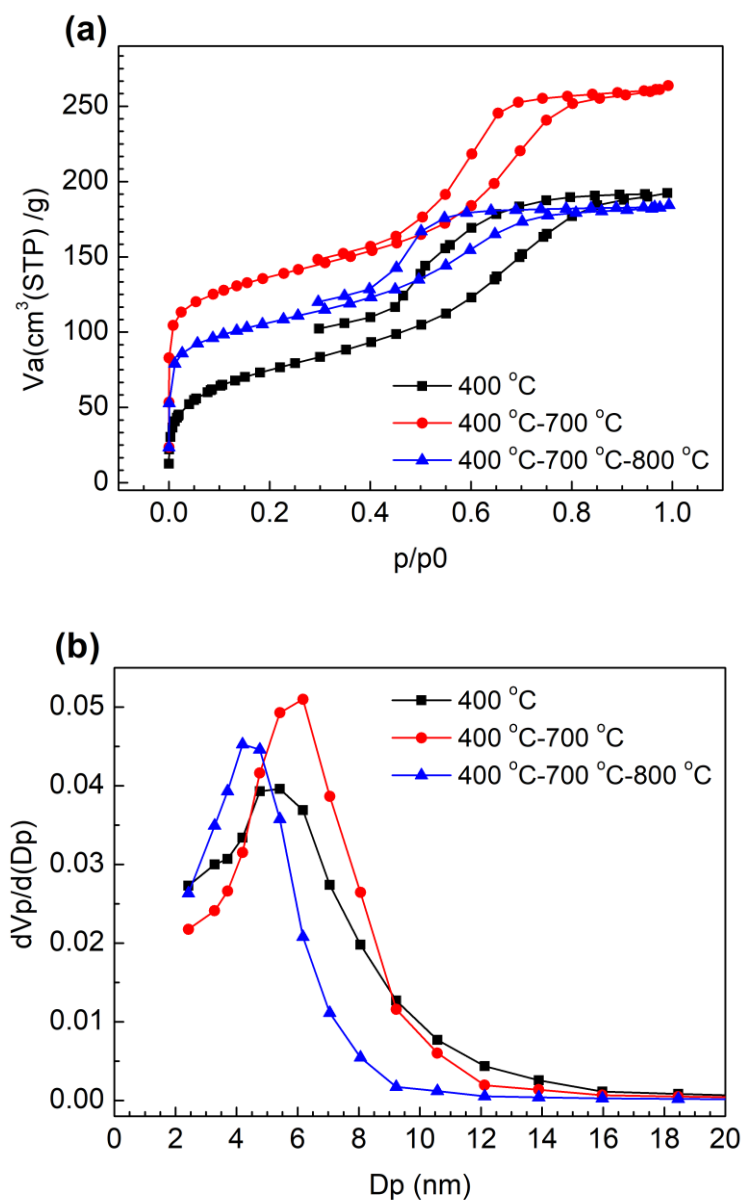 (a)
Va(cm³(STP) /g)
250
200
150
100
50
0
400 °C
400 °C-700 °C
400 °C-700 °C-800 °C
0.0 0.2 0.4 0.6 0.8 1.0
p/p0
(b)
dVp/d(Dp)
0.05
0.04
0.03
0.02
0.01
0.00
400 °C
400 °C-700 °C
400 °C-700 °C-800 °C
0 2 4 6 8 10 12 14 16 18 20
Dp (nm)